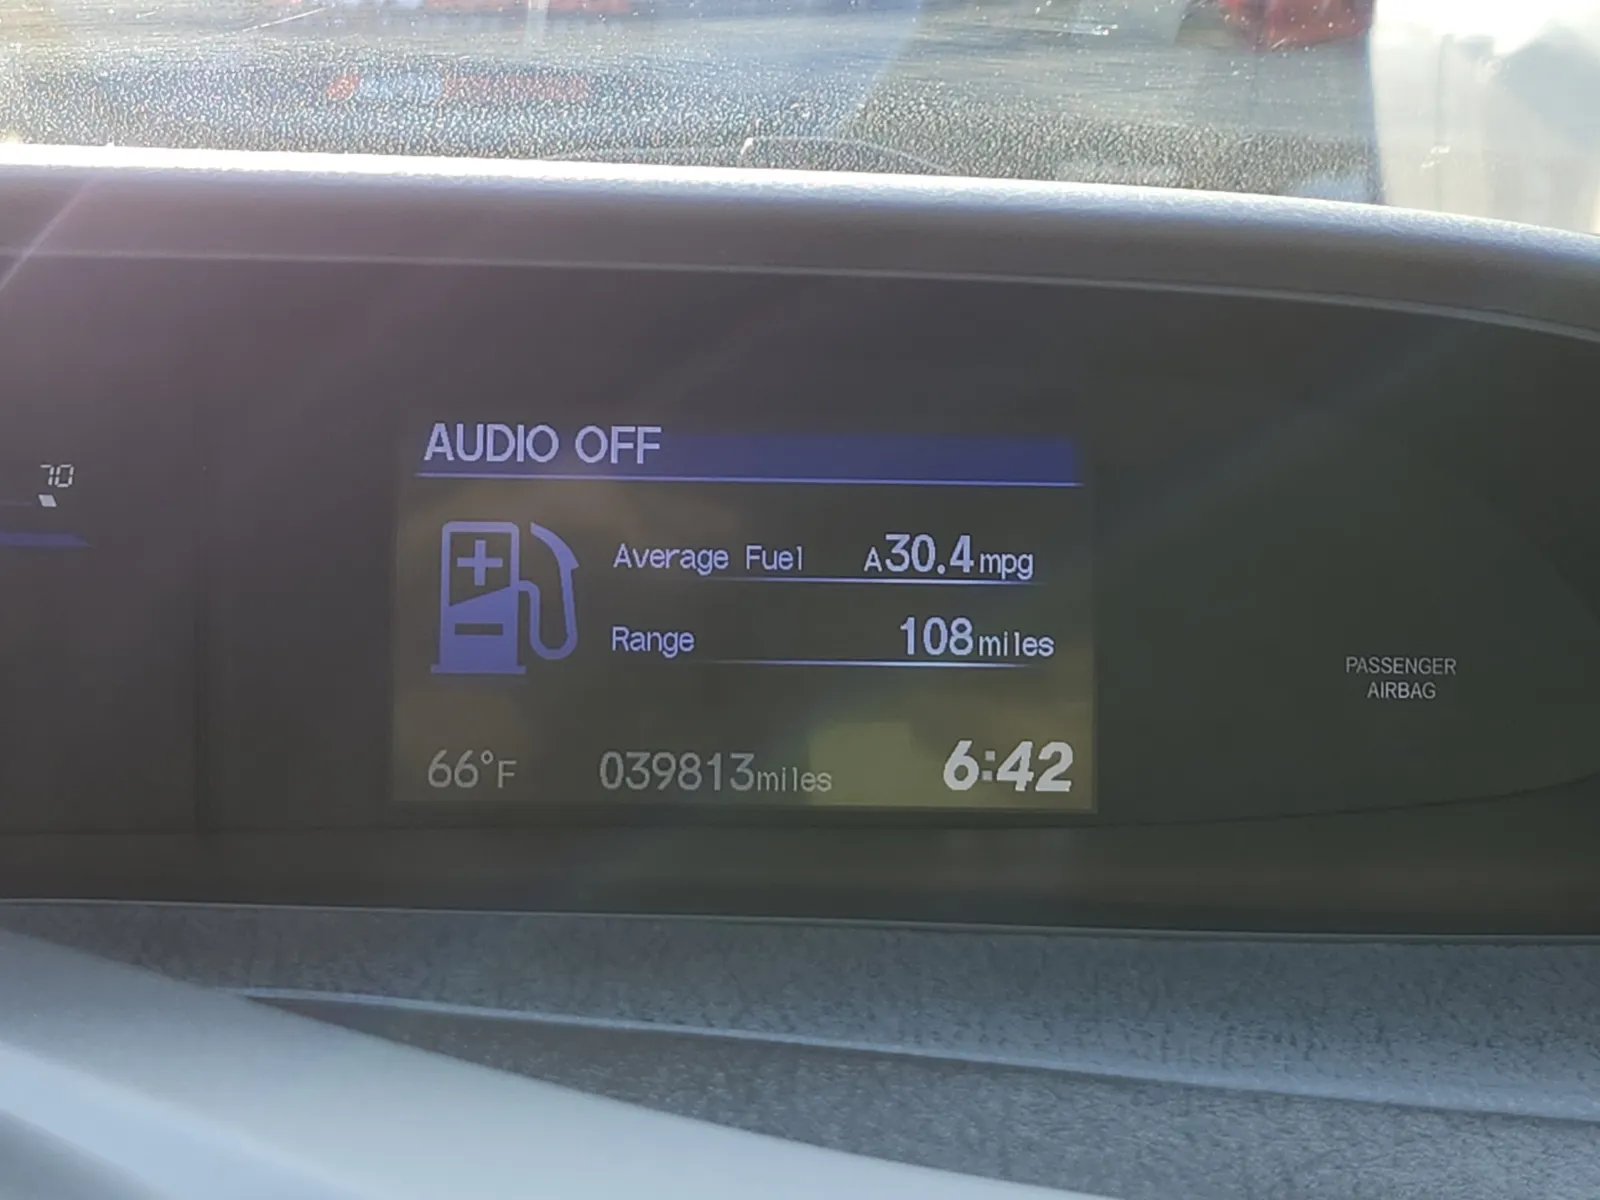 AUDIO OFF
70
Average Fuel A30.4mpg
Range 108miles
PASSENGER
AIRBAG
66°F 039813miles 6:42